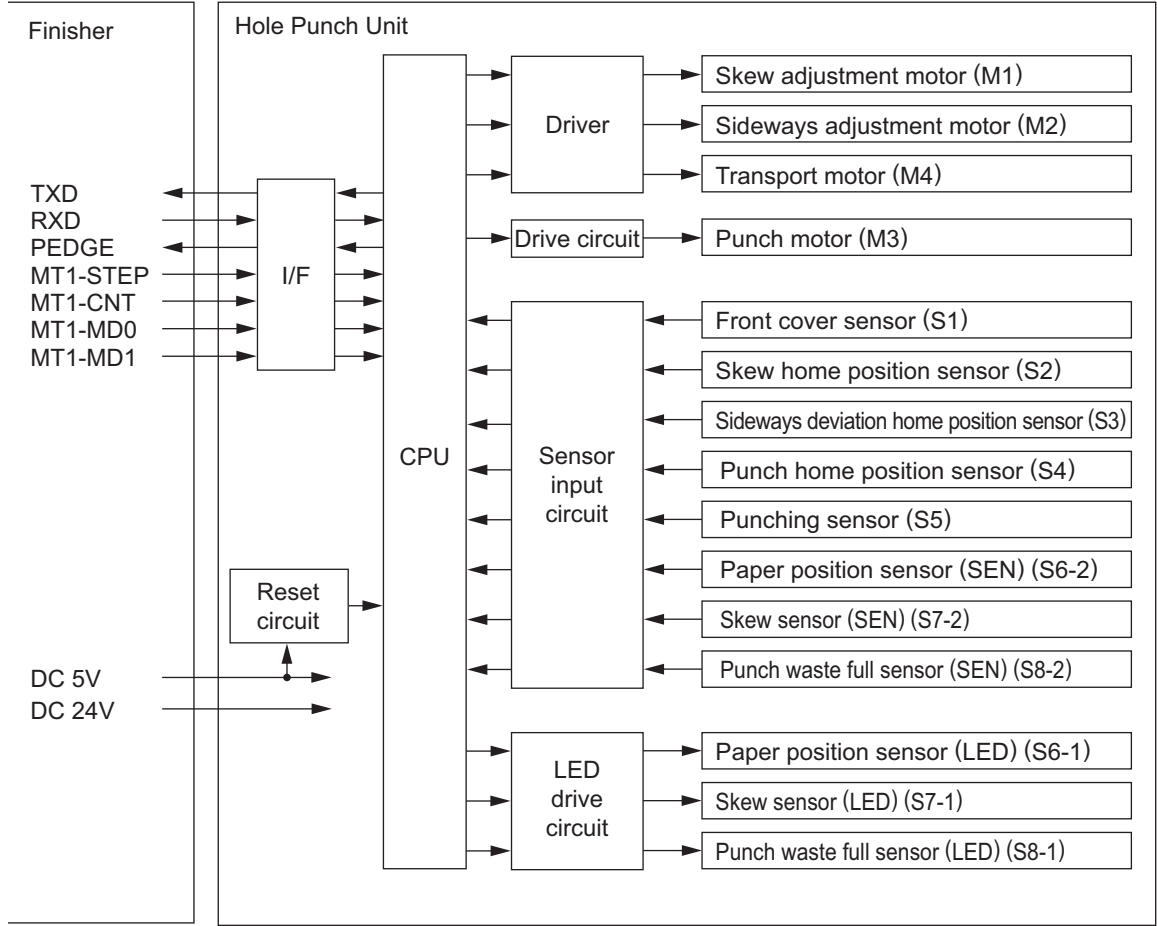 Finisher
Hole Punch Unit
Skew adjustment motor (M1)
Driver
Sideways adjustment motor (M2)
Transport motor (M4)
TXD
RXD
PEDGE
MT1-STEP
MT1-CNT
MT1-MD0
MT1-MD1
I/F
Drive circuit
Punch motor (M3)
Front cover sensor (S1)
Skew home position sensor (S2)
Sideways deviation home position sensor (S3)
CPU
Sensor
input
circuit
Punch home position sensor (S4)
Punching sensor (S5)
Paper position sensor (SEN) (S6-2)
Skew sensor (SEN) (S7-2)
Punch waste full sensor (SEN) (S8-2)
Reset
circuit
DC 5V
DC 24V
LED
drive
circuit
Paper position sensor (LED) (S6-1)
Skew sensor (LED) (S7-1)
Punch waste full sensor (LED) (S8-1)